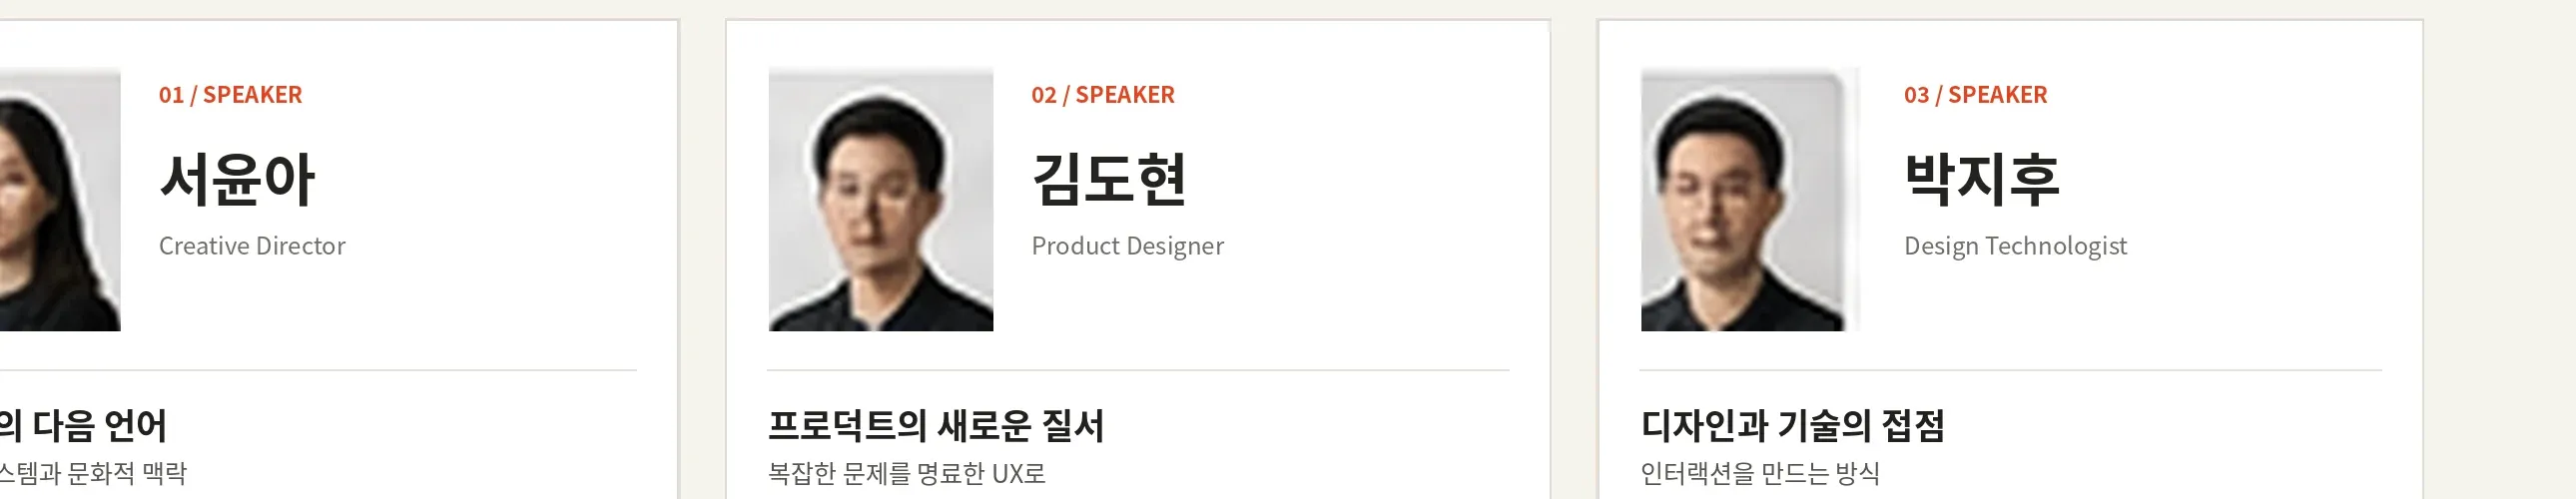 01 / SPEAKER
서윤아
Creative Director
의 다음 언어
스템과 문화적 맥락
02 / SPEAKER
김도현
Product Designer
프로덕트의 새로운 질서
복잡한 문제를 명료한 UX로
03 / SPEAKER
박지후
Design Technologist
디자인과 기술의 접점
인터랙션을 만드는 방식